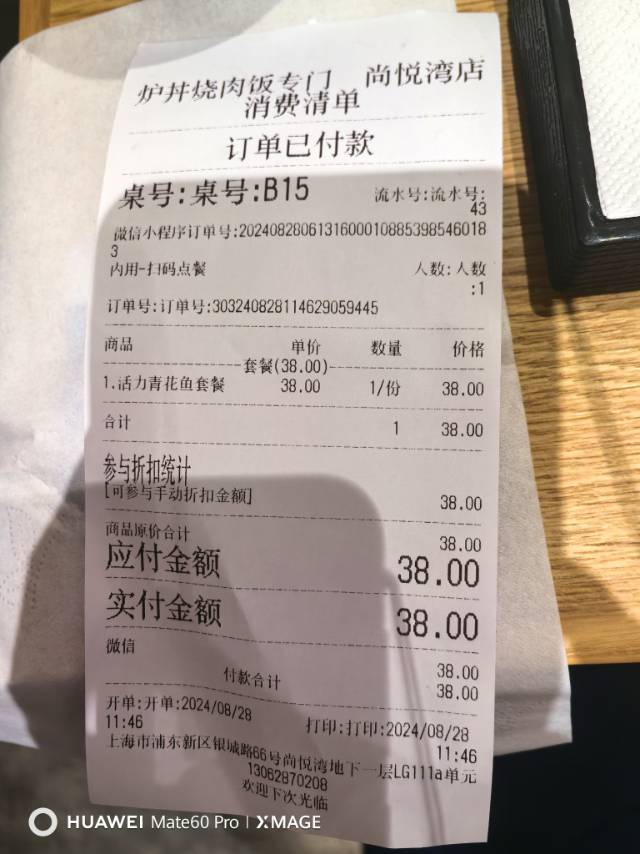 炉丼烧肉饭专门 尚悦湾店
消费清单
订单已付款
桌号:桌号:B15 流水号:流水号:
43
微信小程序订单号:2024082806131600010885398546018
3
内用-扫码点餐 人数:人数
:1
订单号:订单号:303240828114629059445
商品 单价 数量 价格
套餐(38.00)
1.活力青花鱼套餐 38.00 1/份 38.00
合计 1 38.00
参与折扣统计
[可参与手动折扣金额] 38.00
商品原价合计 38.00
应付金额 38.00
实付金额 38.00
微信 38.00
付款合计 38.00
开单:开单:2024/08/28 打印:打印:2024/08/28
11:46 11:46
上海市浦东新区银城路66号尚悦湾地下一层LG111a单元
13062870208
欢迎下次光临
HUAWEI Mate60 Pro | XMAGE